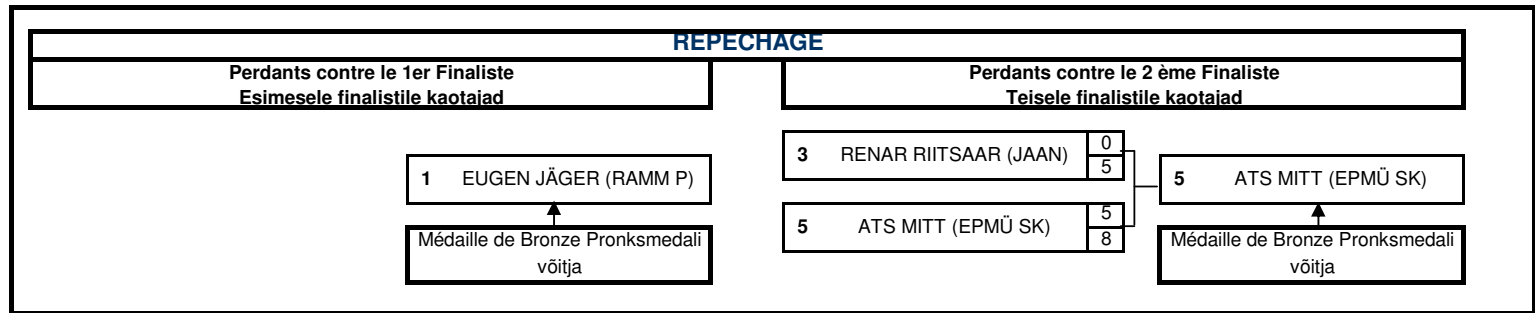 REPECHAGE
Perdants contre le 1er Finaliste
Esimesele finalistile kaotajad
Perdants contre le 2 ème Finaliste
Teisele finalistile kaotajad
1 EUGEN JÄGER (RAMM P)
Médaille de Bronze Pronksmedali
võitja
3 RENAR RIITSAAR (JAAN) 0
5
5 ATS MITT (EPMÜ SK) 5
8
5 ATS MITT (EPMÜ SK)
Médaille de Bronze Pronksmedali
võitja